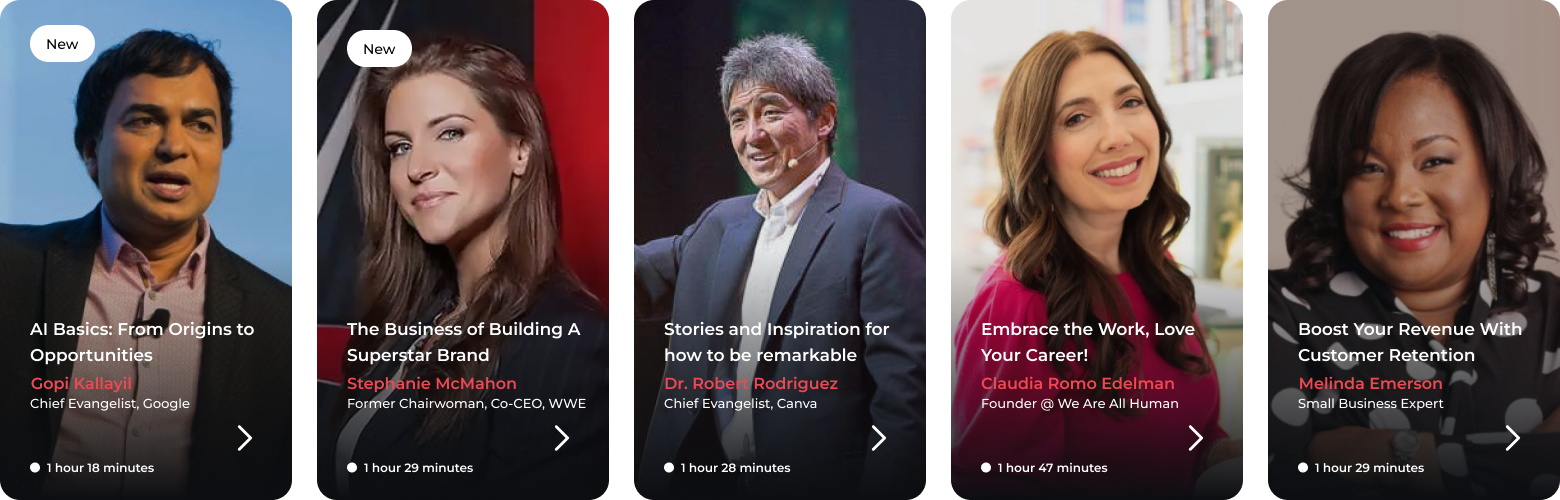 New
AI Basics: From Origins to
Opportunities
Gopi Kallayil
Chief Evangelist, Google
1 hour 18 minutes
New
The Business of Building A
Superstar Brand
Stephanie McMahon
Former Chairwoman, Co-CEO, WWE
1 hour 29 minutes
Stories and Inspiration for
how to be remarkable
Dr. Robert Rodriguez
Chief Evangelist, Canva
1 hour 28 minutes
Embrace the Work, Love
Your Career!
Claudia Romo Edelman
Founder @ We Are All Human
1 hour 47 minutes
Boost Your Revenue With
Customer Retention
Melinda Emerson
Small Business Expert
1 hour 29 minutes